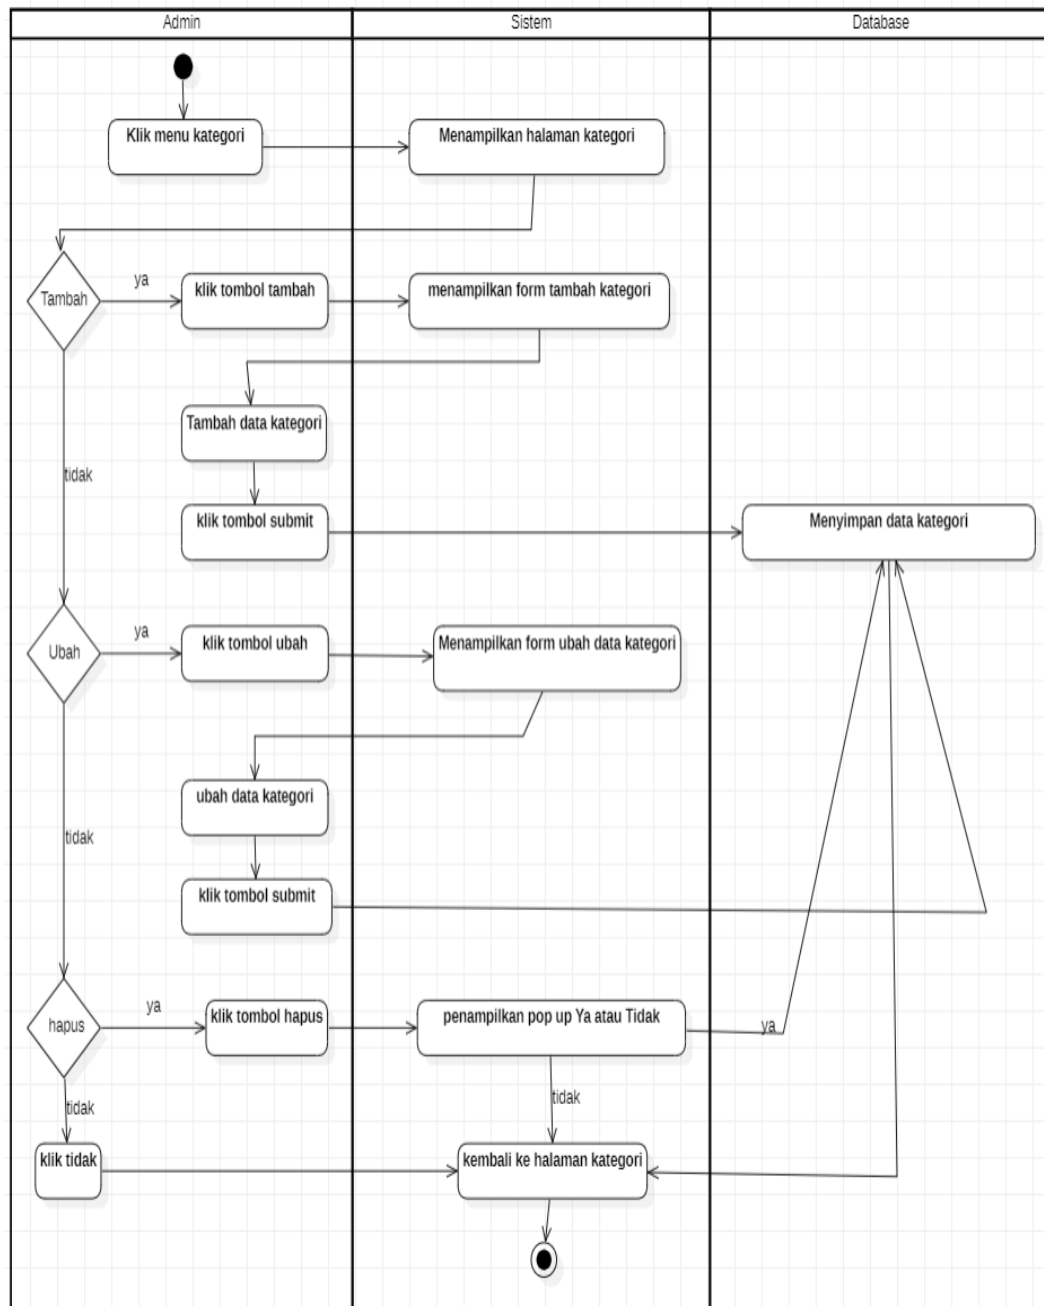 Admin
Sistem
Database
Klik menu kategori
Menampilkan halaman kategori
Tambah
ya
klik tombol tambah
menampilkan form tambah kategori
Tambah data kategori
tidak
klik tombol submit
Menyimpan data kategori
Ubah
ya
klik tombol ubah
Menampilkan form ubah data kategori
ubah data kategori
tidak
klik tombol submit
hapus
ya
klik tombol hapus
penampilkan pop up Ya atau Tidak
ya
tidak
tidak
klik tidak
kembali ke halaman kategori